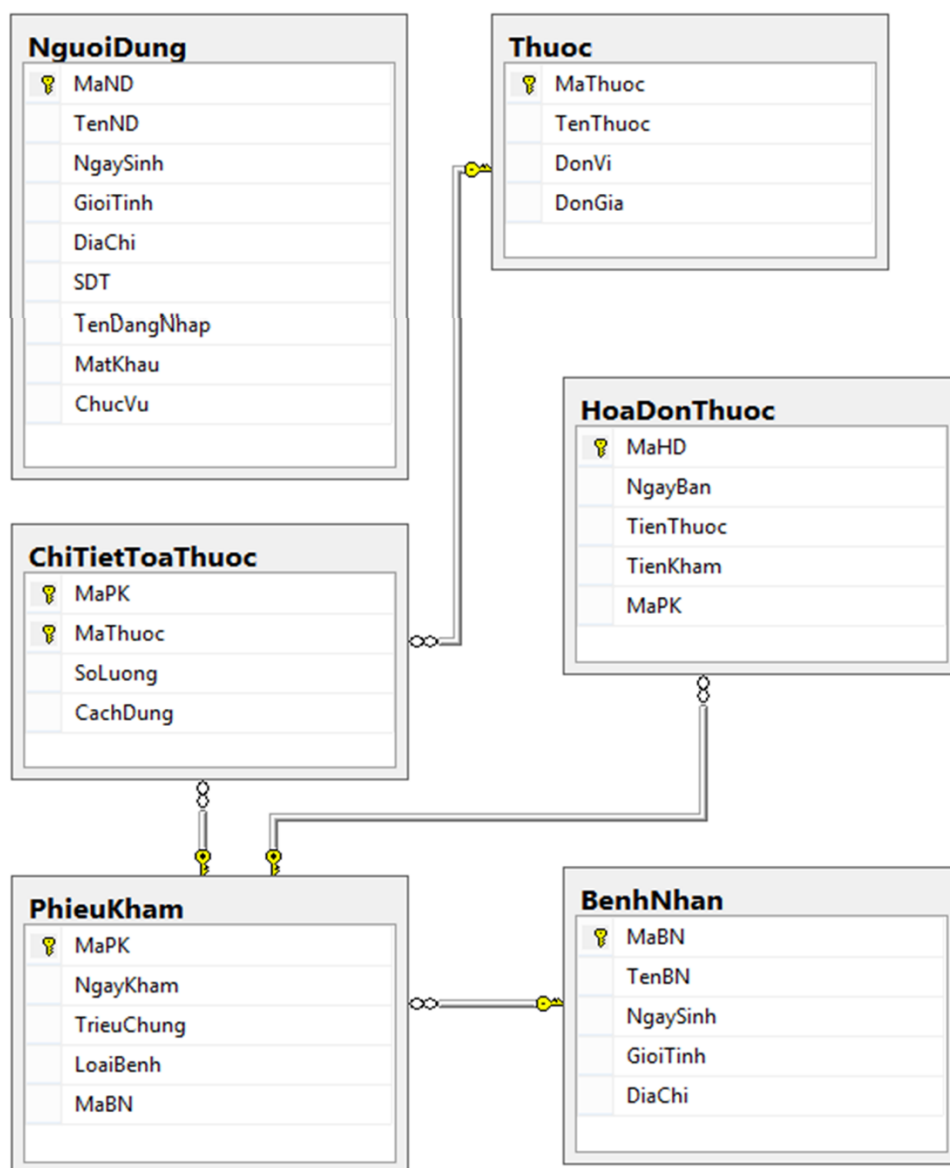 NguoiDung
MaND
TenND
NgaySinh
GioiTinh
DiaChi
SDT
TenDangNhap
MatKhau
ChucVu
Thuoc
MaThuoc
TenThuoc
DonVi
DonGia
HoaDonThuoc
MaHD
NgayBan
TienThuoc
TienKham
MaPK
ChiTietToaThuoc
MaPK
MaThuoc
SoLuong
CachDung
PhieuKham
MaPK
NgayKham
TrieuChung
LoaiBenh
MaBN
BenhNhan
MaBN
TenBN
NgaySinh
GioiTinh
DiaChi